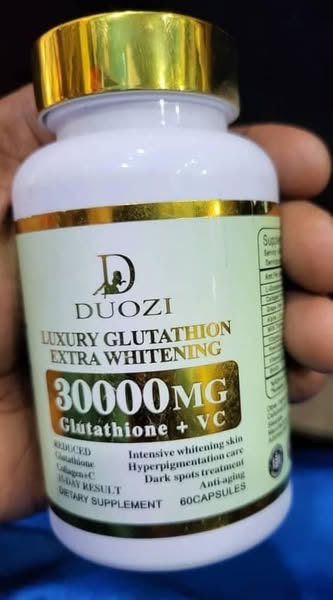 D
DUOZI
LUXURY GLUTATHION
EXTRA WHITENING
30000MG
Glutathione + VC
REDUCED
Glutathione
Collagen+C
15-DAY RESULT
Intensive whitening skin
Hyperpigmentation care
Dark spots treatment
Anti-aging
DIETARY SUPPLEMENT
60CAPSULES